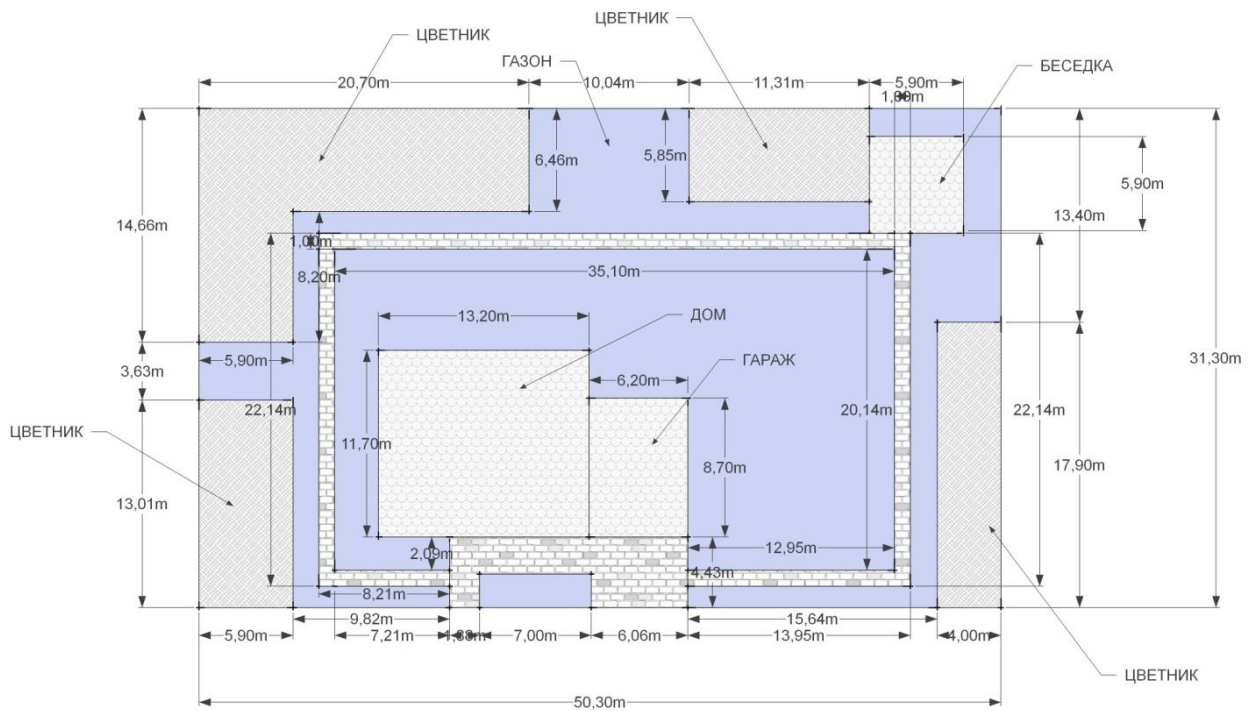 ЦВЕТНИК
ЦВЕТНИК
ГАЗОН
БЕСЕДКА
20,70m
10,04m
11,31m
5,90m
6,46m
5,85m
5,90m
13,40m
14,66m
31,30m
1,00m
8,20m
35,10m
13,20m
ДОМ
ГАРАЖ
5,90m
3,63m
6,20m
22,14m
20,14m
22,14m
ЦВЕТНИК
11,70m
8,70m
17,90m
13,01m
2,09m
12,95m
4,43m
8,21m
9,82m
15,64m
5,90m
7,21m
7,00m
6,06m
13,95m
4,00m
ЦВЕТНИК
50,30m